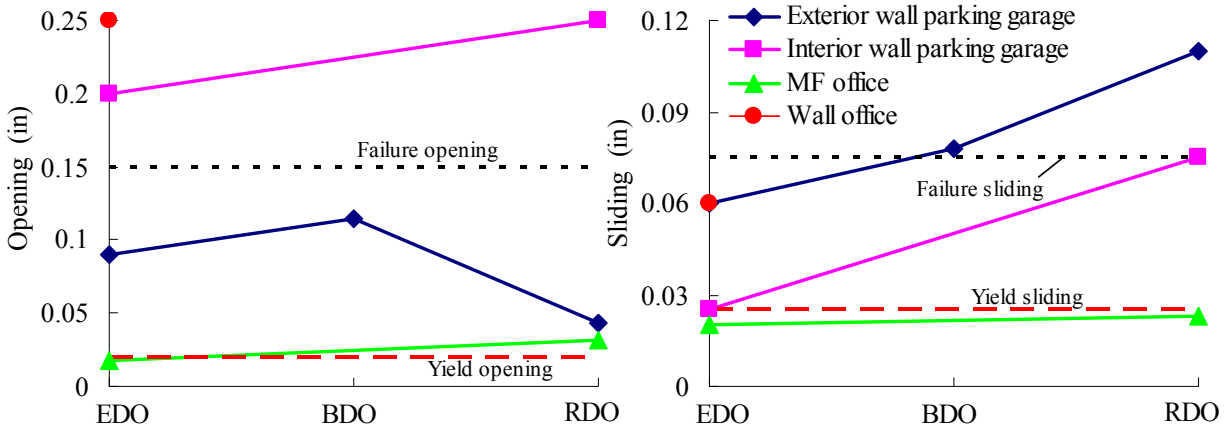 0.25
0.2
0.15
0.1
0.05
0
Opening (in)
Failure opening
Yield opening
EDO
BDO
RDO
0.12
0.09
0.06
0.03
0
Sliding (in)
Exterior wall parking garage
Interior wall parking garage
MF office
Wall office
Failure sliding
Yield sliding
EDO
BDO
RDO